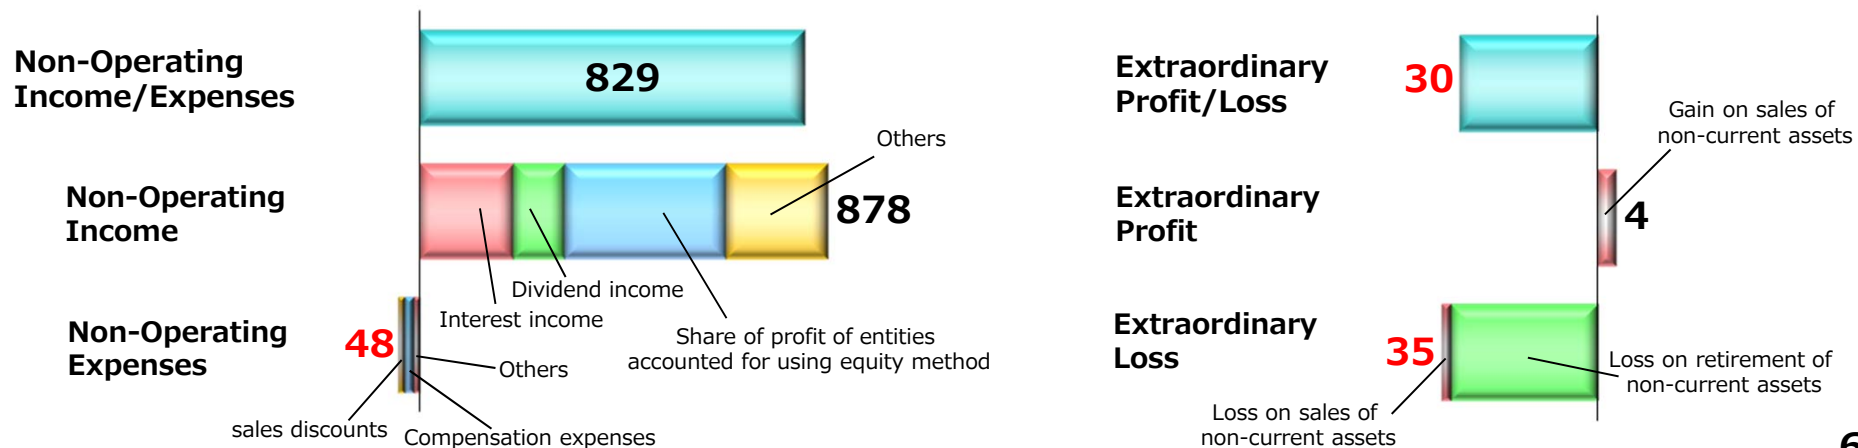 Non-Operating
Income/Expenses
829
Others
Non-Operating
Income
878
Dividend income
Interest income
Share of profit of entities
accounted for using equity method
Non-Operating
Expenses
48
Others
sales discounts
Compensation expenses
Extraordinary
Profit/Loss
30
Gain on sales of
non-current assets
Extraordinary
Profit
4
Extraordinary
Loss
35
Loss on retirement of
non-current assets
Loss on sales of
non-current assets